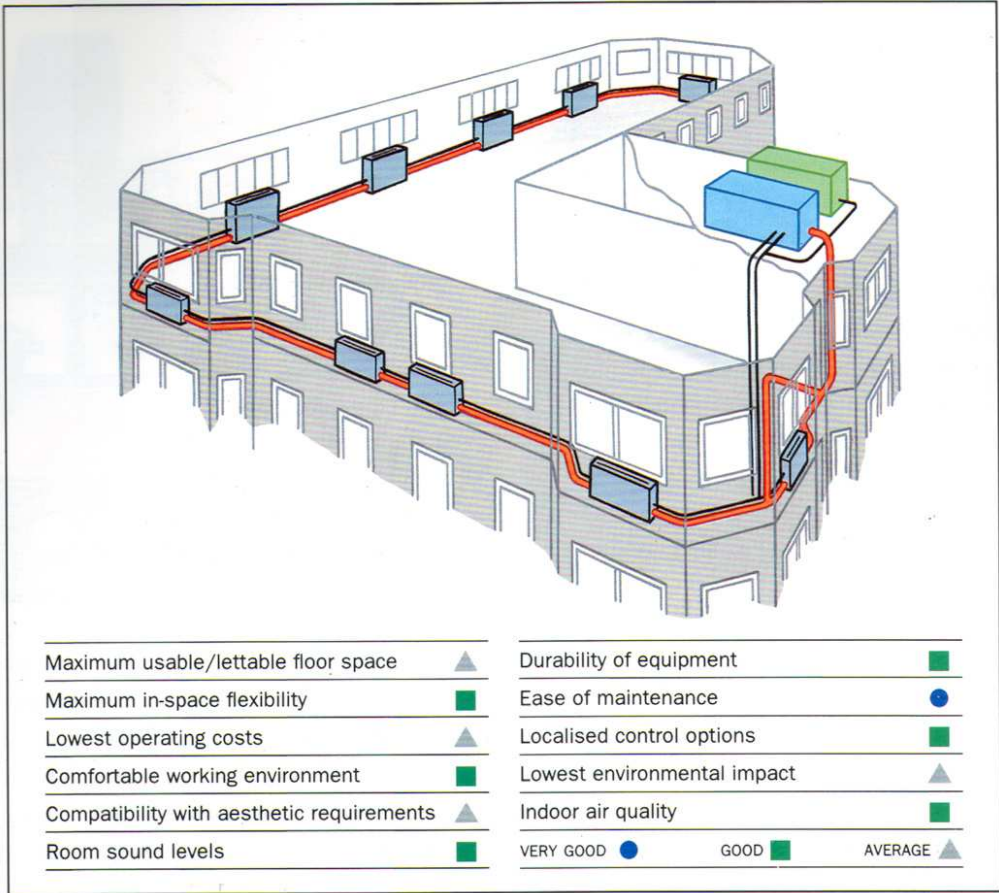 Maximum usable/lettable floor space
Maximum in-space flexibility
Lowest operating costs
Comfortable working environment
Compatibility with aesthetic requirements
Room sound levels
Durability of equipment
Ease of maintenance
Localised control options
Lowest environmental impact
Indoor air quality
VERY GOOD GOOD AVERAGE